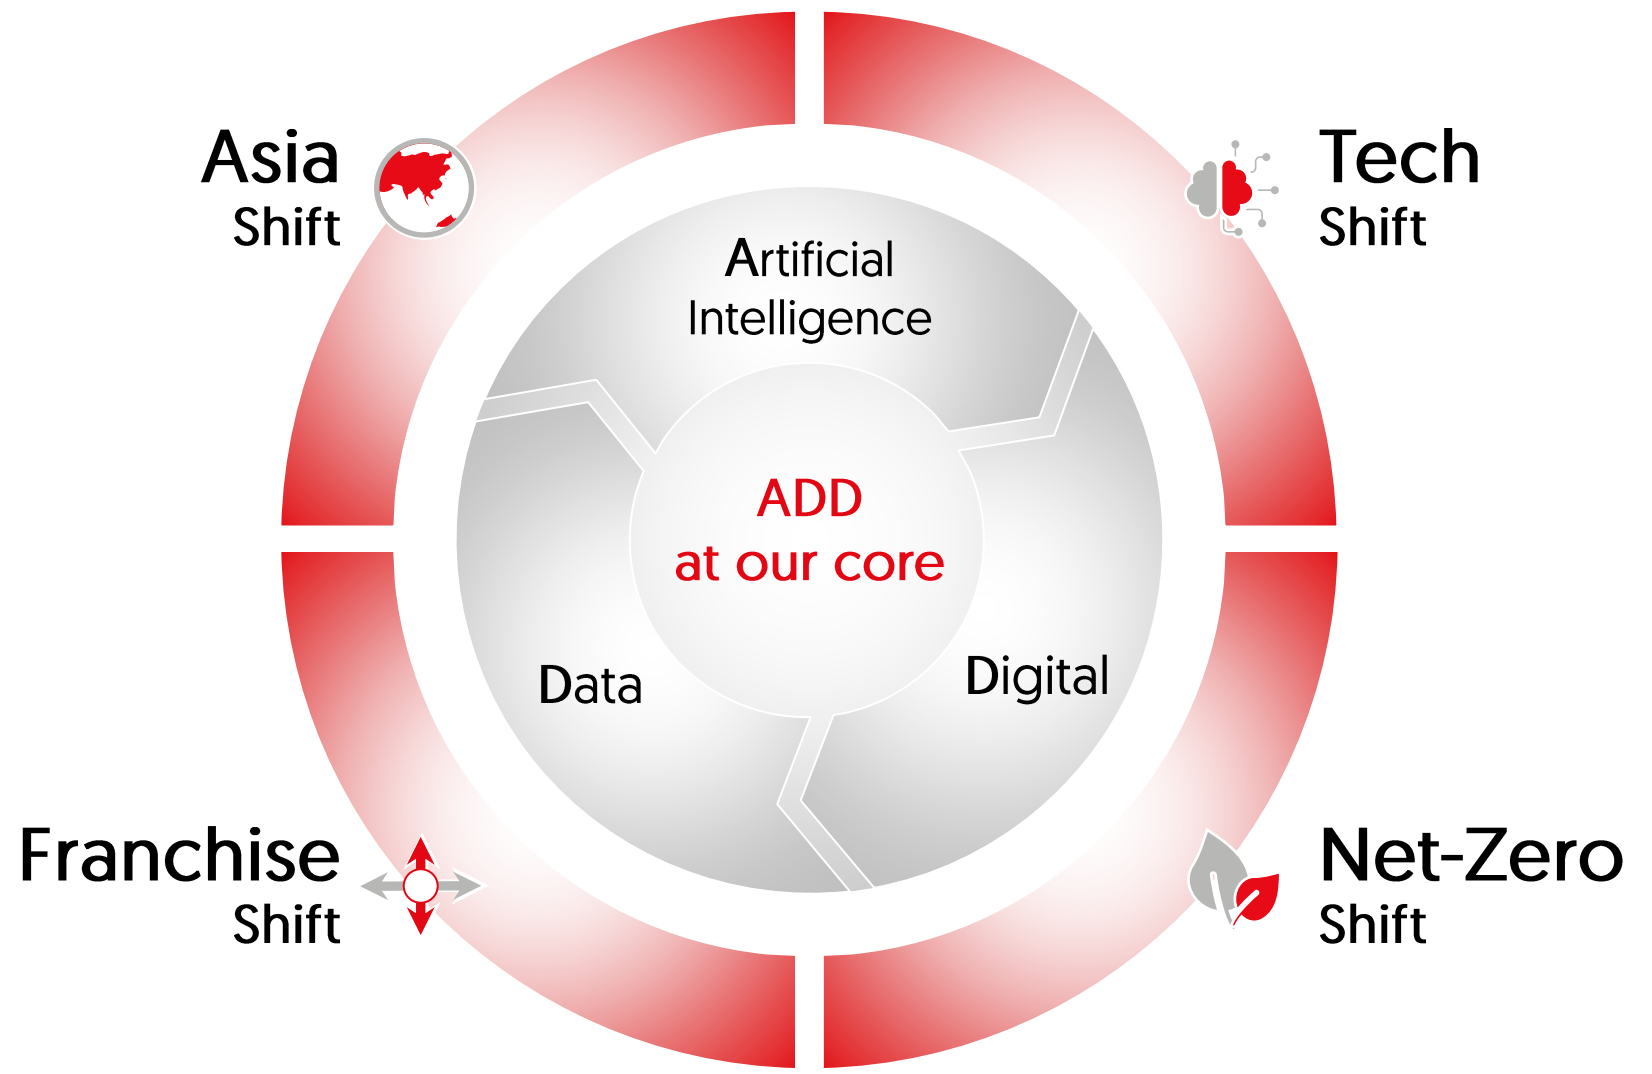 Asia
Shift
Tech
Shift
Artificial
Intelligence
ADD
at our core
Data
Digital
Franchise
Shift
Net-Zero
Shift